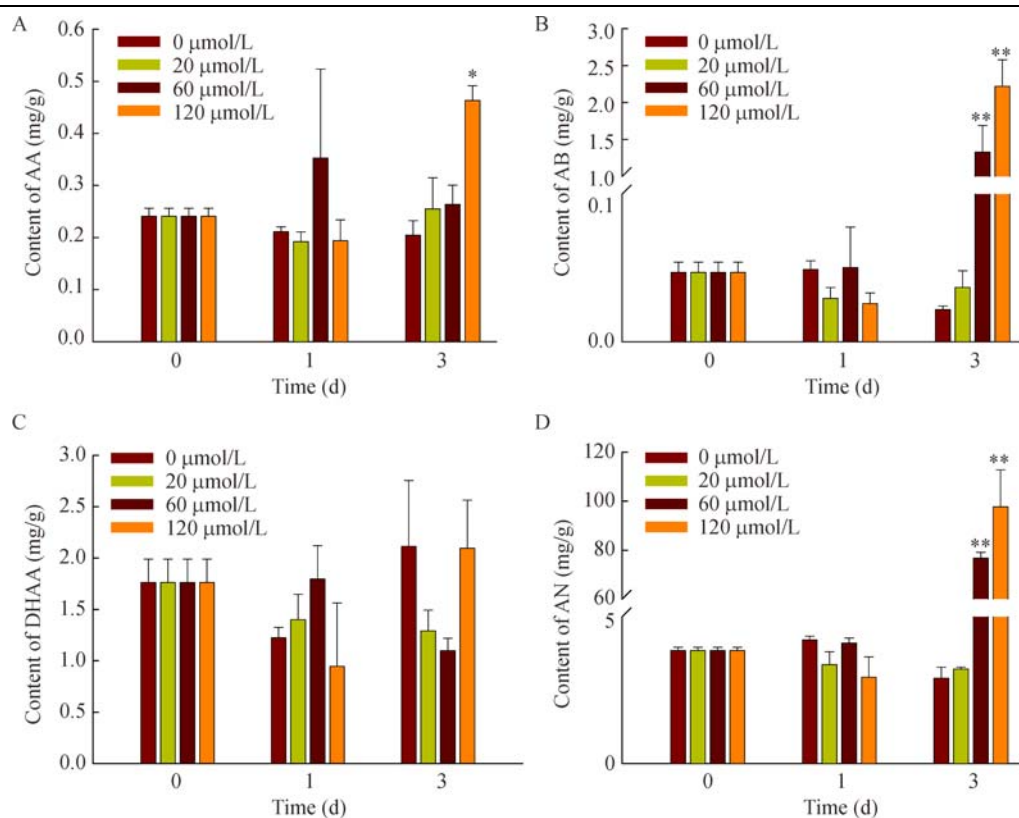 A
0.6
0.5
0.4
0.3
0.2
0.1
0.0
Content of AA (mg/g)
0 μmol/L
20 μmol/L
60 μmol/L
120 μmol/L
*
0 1 3
Time (d)
B
3.0
2.5
2.0
1.5
1.0
0.1
0.0
Content of AB (mg/g)
0 μmol/L
20 μmol/L
60 μmol/L
120 μmol/L
**
**
0 1 3
Time (d)
C
3.0
2.5
2.0
1.5
1.0
0.5
0.0
Content of DHAA (mg/g)
0 μmol/L
20 μmol/L
60 μmol/L
120 μmol/L
0 1 3
Time (d)
D
120
100
80
60
5
0
Content of AN (mg/g)
0 μmol/L
20 μmol/L
60 μmol/L
120 μmol/L
**
**
0 1 3
Time (d)